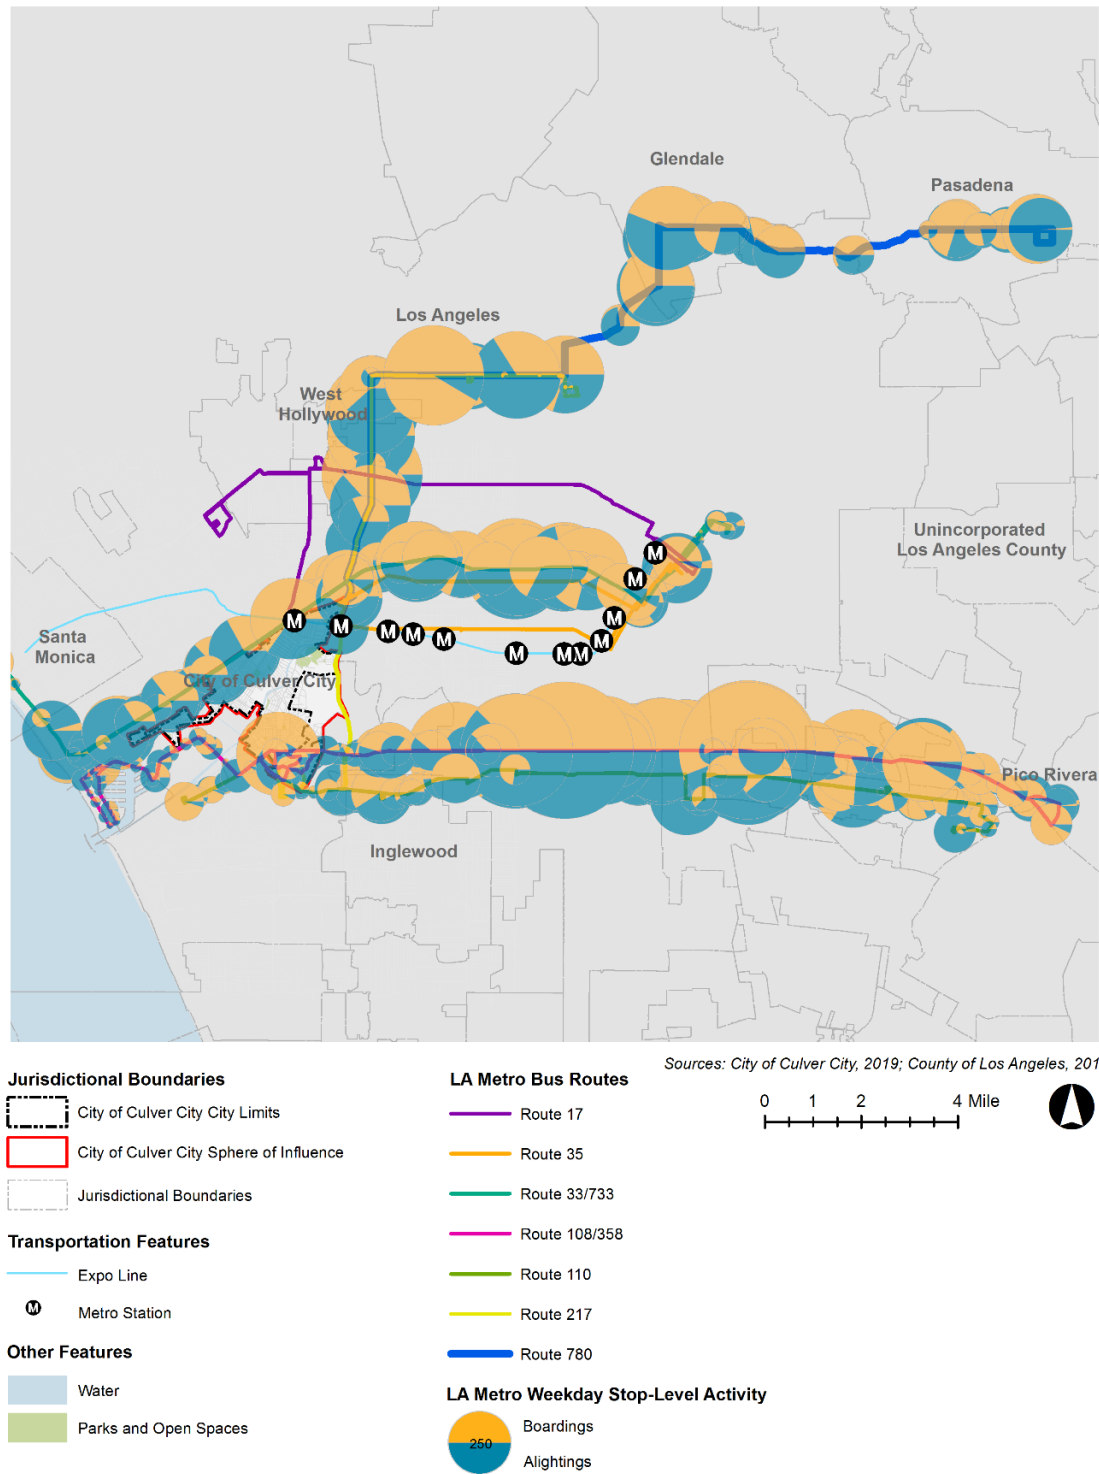 Glendale
Pasadena
Los Angeles
West
Hollywood
Unincorporated
Los Angeles County
M
M
M
M
Santa
Monica
M
M
M
M
M
M
M
M
City of Culver City
Pico Rivera
Inglewood
Sources: City of Culver City, 2019; County of Los Angeles, 201
Jurisdictional Boundaries
City of Culver City City Limits
City of Culver City Sphere of Influence
Jurisdictional Boundaries
Transportation Features
Expo Line
M
Metro Station
Other Features
Water
Parks and Open Spaces
LA Metro Bus Routes
Route 17
Route 35
Route 33/733
Route 108/358
Route 110
Route 217
Route 780
LA Metro Weekday Stop-Level Activity
250
Boardings
Alightings
0 1 2 4 Mile